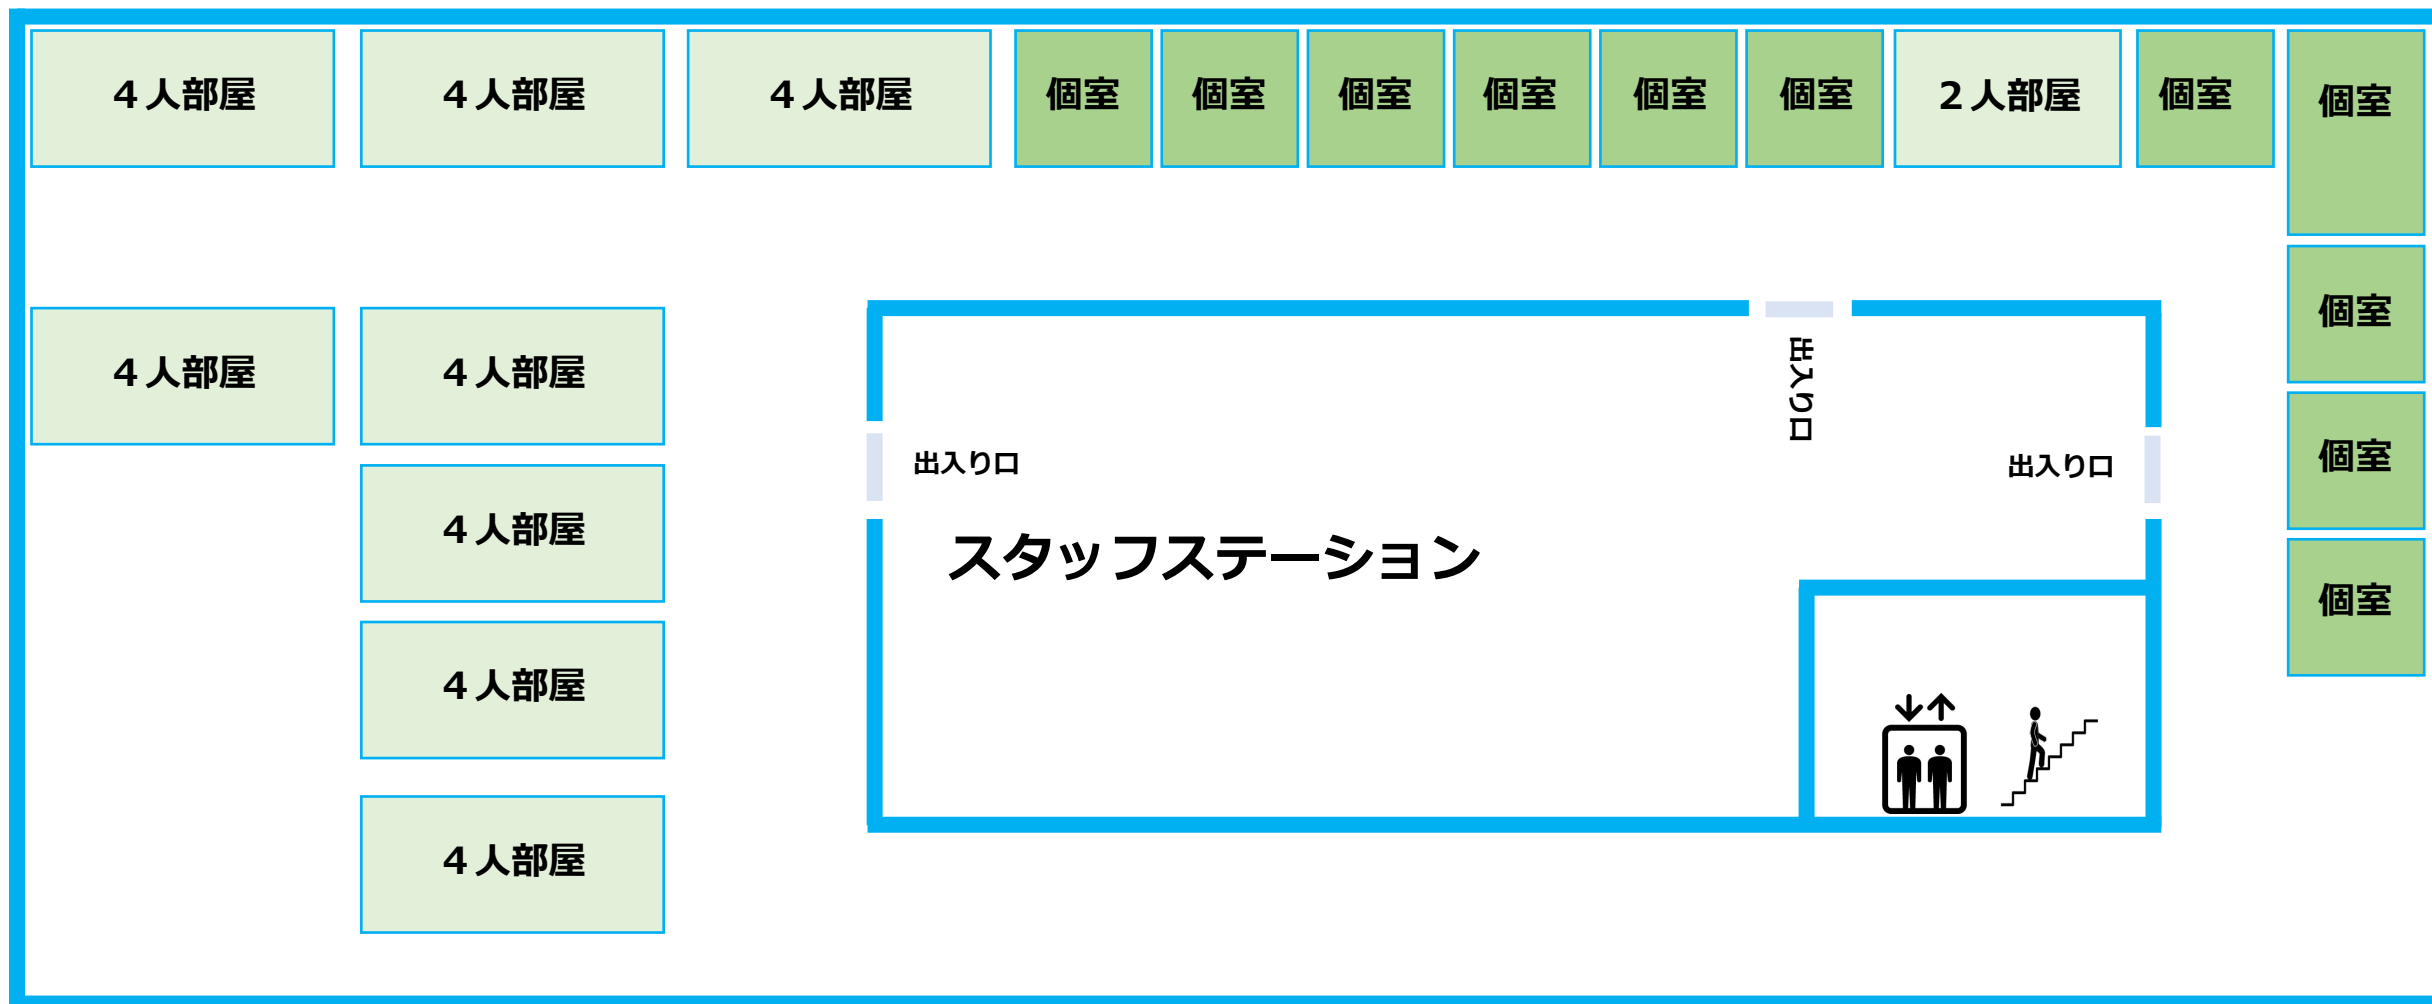 ４人部屋
４人部屋
４人部屋
個室
個室
個室
個室
個室
個室
２人部屋
個室
個室
個室
４人部屋
４人部屋
出入り口
出入り口
出入り口
個室
４人部屋
スタッフステーション
個室
４人部屋
４人部屋